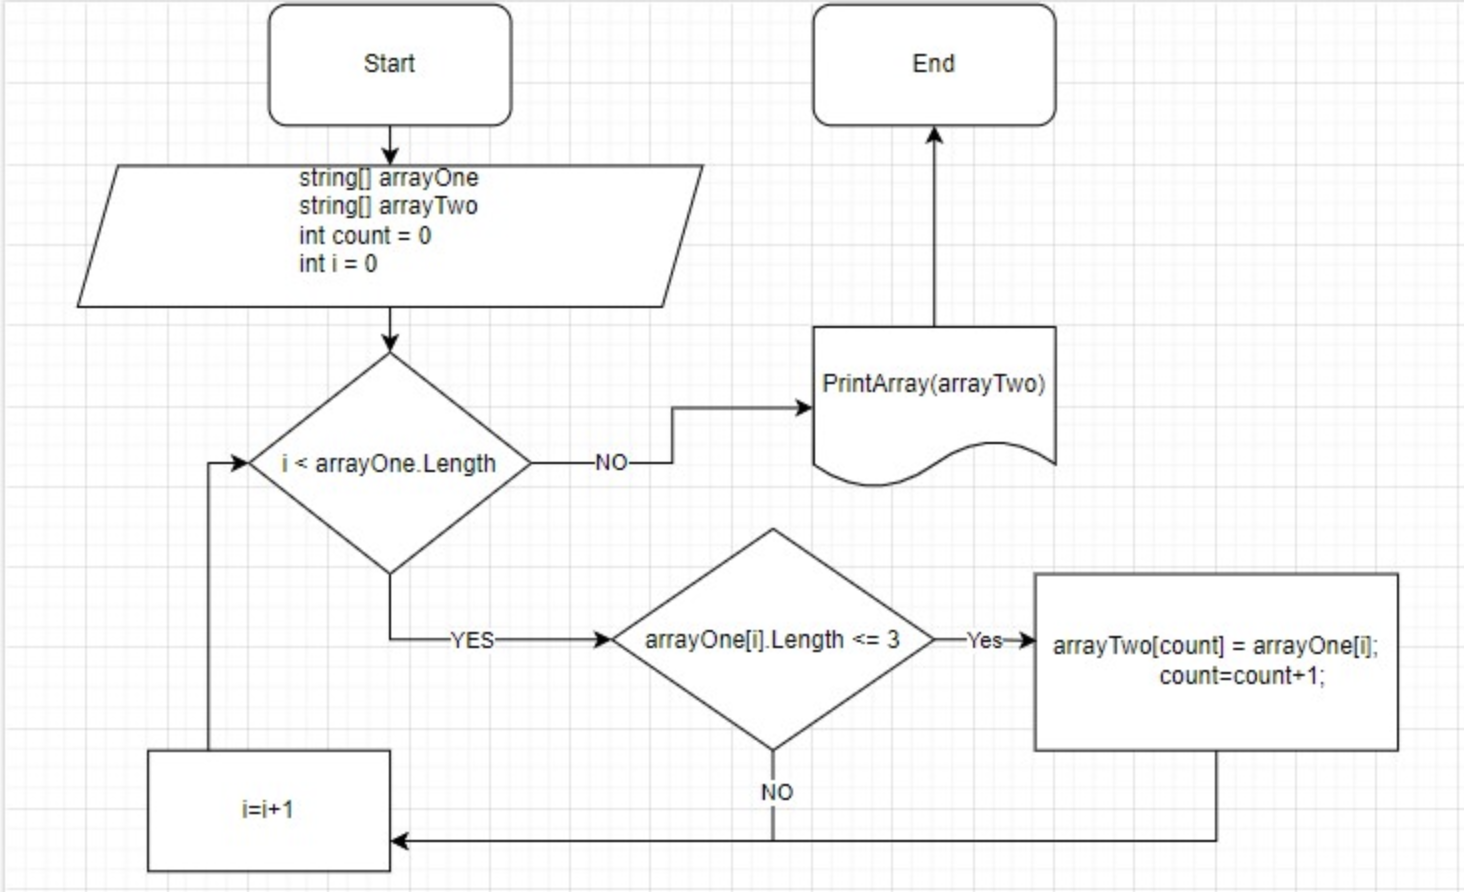 Start
End
string[] arrayOne
string[] arrayTwo
int count = 0
int i = 0
PrintArray(arrayTwo)
i < arrayOne.Length
NO
YES
arrayOne[i].Length <= 3
Yes
arrayTwo[count] = arrayOne[i];
count=count+1;
NO
i=i+1